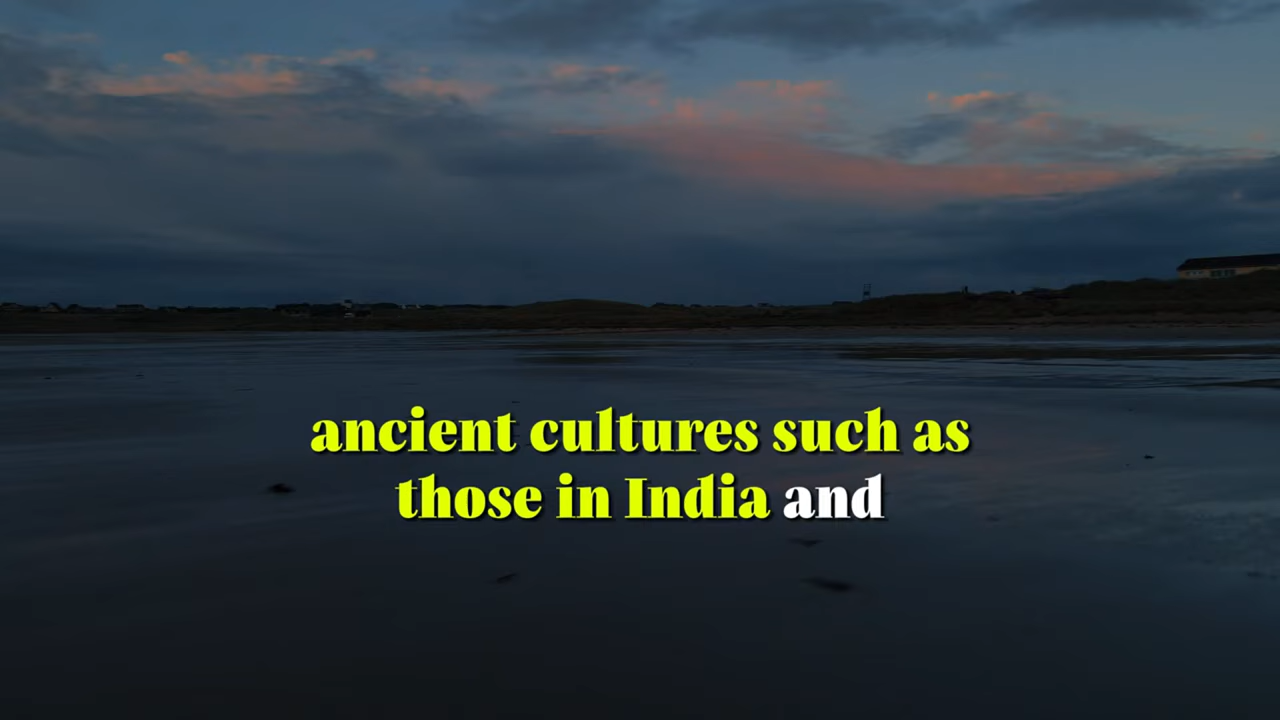 ancient cultures such as
those in India and